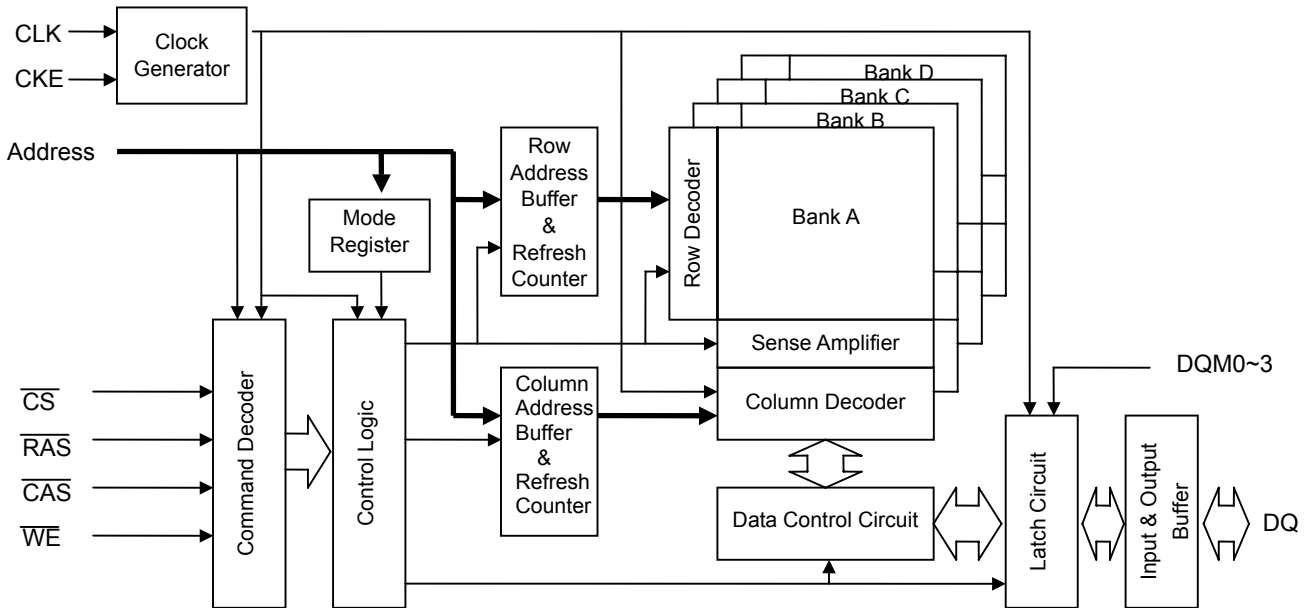 CLK
CKE
Clock
Generator
Address
Mode
Register
Row
Address
Buffer
&
Refresh
Counter
Row Decoder
Bank D
Bank C
Bank B
Bank A
Sense Amplifier
Column Decoder
CS
RAS
CAS
WE
Command Decoder
Control Logic
Column
Address
Buffer
&
Refresh
Counter
Data Control Circuit
DQM0~3
Latch Circuit
Input & Output
Buffer
DQ